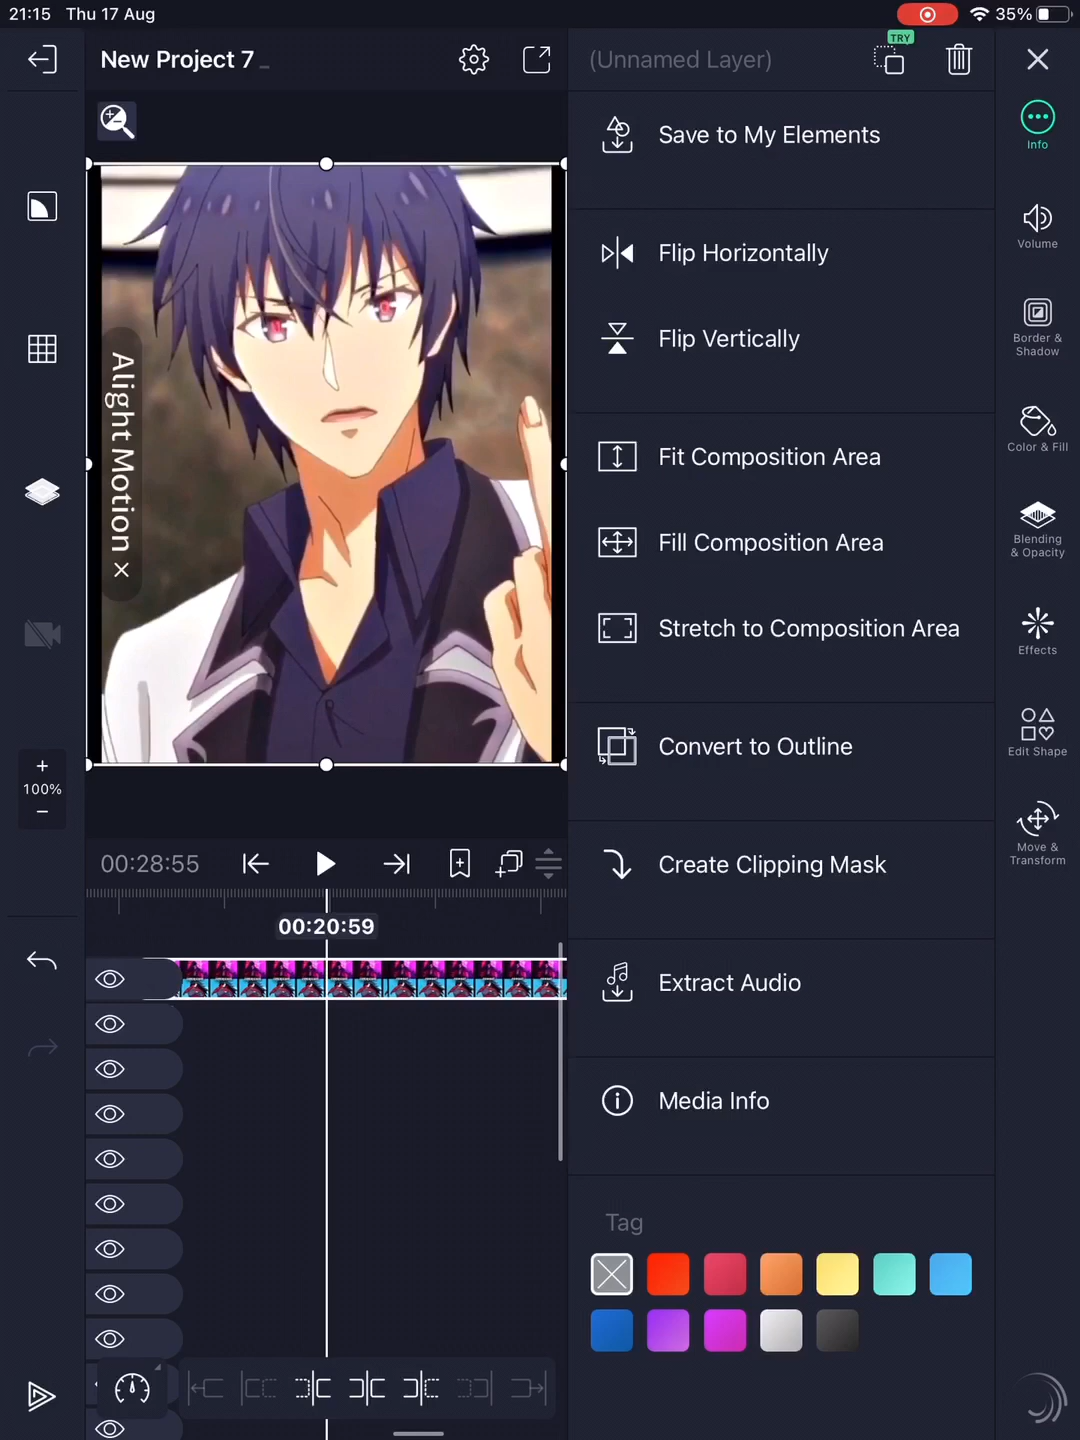 21:15 Thu 17 Aug
35%
New Project 7
(Unnamed Layer)
TRY
Save to My Elements
Flip Horizontally
Flip Vertically
Fit Composition Area
Fill Composition Area
Stretch to Composition Area
Convert to Outline
Create Clipping Mask
Extract Audio
Media Info
Tag
Info
Volume
Border &
Shadow
Color & Fill
Blending
& Opacity
Effects
Edit Shape
Move &
Transform
Alight Motion ×
+
100%
−
00:28:55
00:20:59